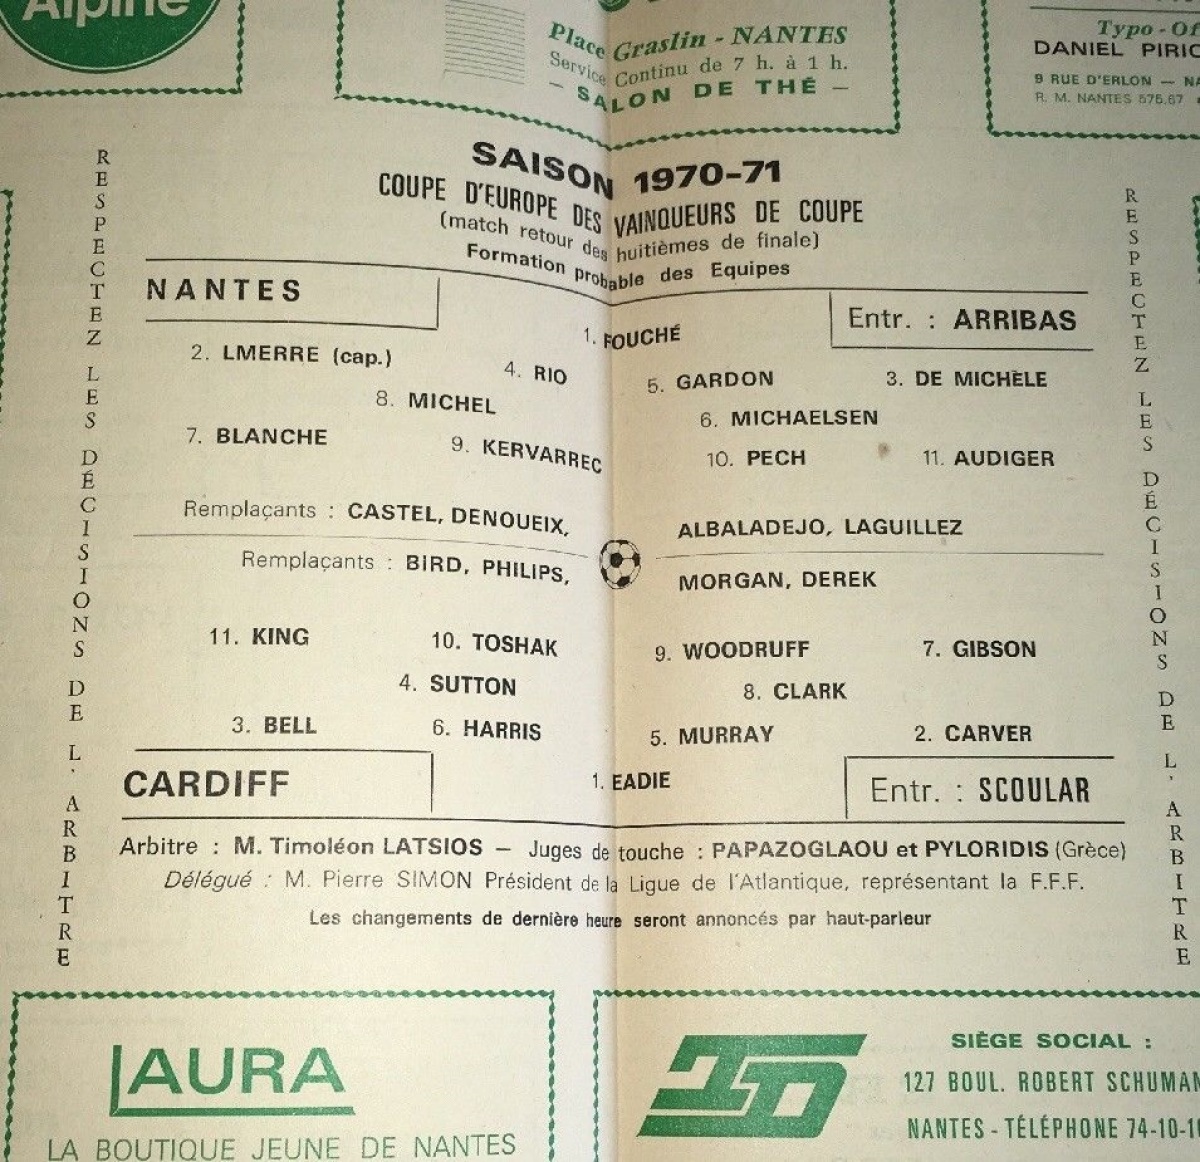 Alpine
Place Graslin - NANTES
Service Continu de 7 h. à 1 h.
— SALON DE THÉ —
Typo - Of
DANIEL PIRIO
9 RUE D'ERLON — NA
R. M. NANTES 575.67
SAISON 1970-71
COUPE D'EUROPE DES VAINQUEURS DE COUPE
(match retour des huitièmes de finale)
Formation probable des Equipes
RESPECTEZ LES DÉCISIONS DE L'ARBITRE
RESPECTEZ LES DÉCISIONS DE L'ARBITRE
NANTES
Entr. : ARRIBAS
1. FOUCHÉ
2. LMERRE (cap.) 4. RIO 5. GARDON 3. DE MICHÈLE
8. MICHEL 6. MICHAELSEN
7. BLANCHE 9. KERVARREC 10. PECH 11. AUDIGER
Remplaçants : CASTEL, DENOUEIX, ALBALADEJO, LAGUILLEZ
Remplaçants : BIRD, PHILIPS, MORGAN, DEREK
11. KING 10. TOSHAK 9. WOODRUFF 7. GIBSON
4. SUTTON 8. CLARK
3. BELL 6. HARRIS 5. MURRAY 2. CARVER
CARDIFF 1. EADIE Entr. : SCOULAR
Arbitre : M. Timoléon LATSIOS — Juges de touche : PAPAZOGLAOU et PYLORIDIS (Grèce)
Délégué : M. Pierre SIMON Président de la Ligue de l'Atlantique, représentant la F.F.F.
Les changements de dernière heure seront annoncés par haut-parleur
LAURA
LA BOUTIQUE JEUNE DE NANTES
SIÈGE SOCIAL :
127 BOUL. ROBERT SCHUMAN
NANTES - TÉLÉPHONE 74-10-10